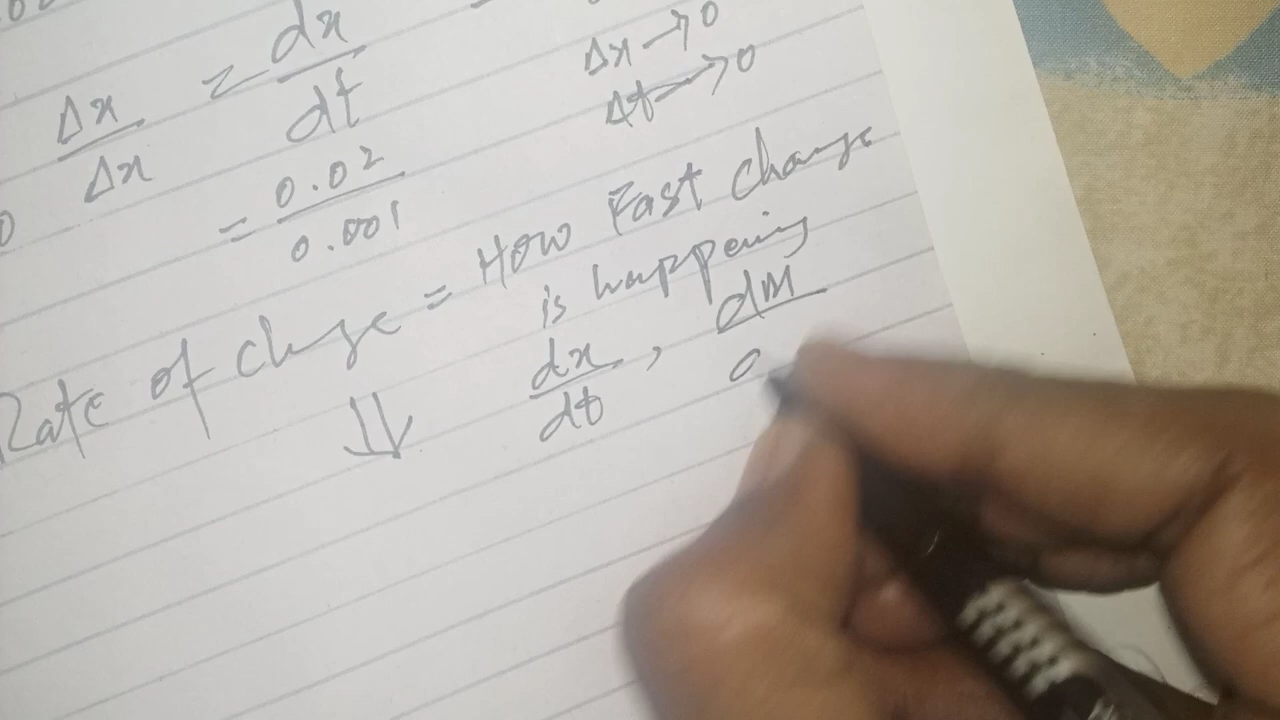 Δx/Δx = dx/dt
Δx → 0
Δt → 0
= 0.02/0.001
Rate of change = How Fast change
is happening
dx/dt, dM
⇓